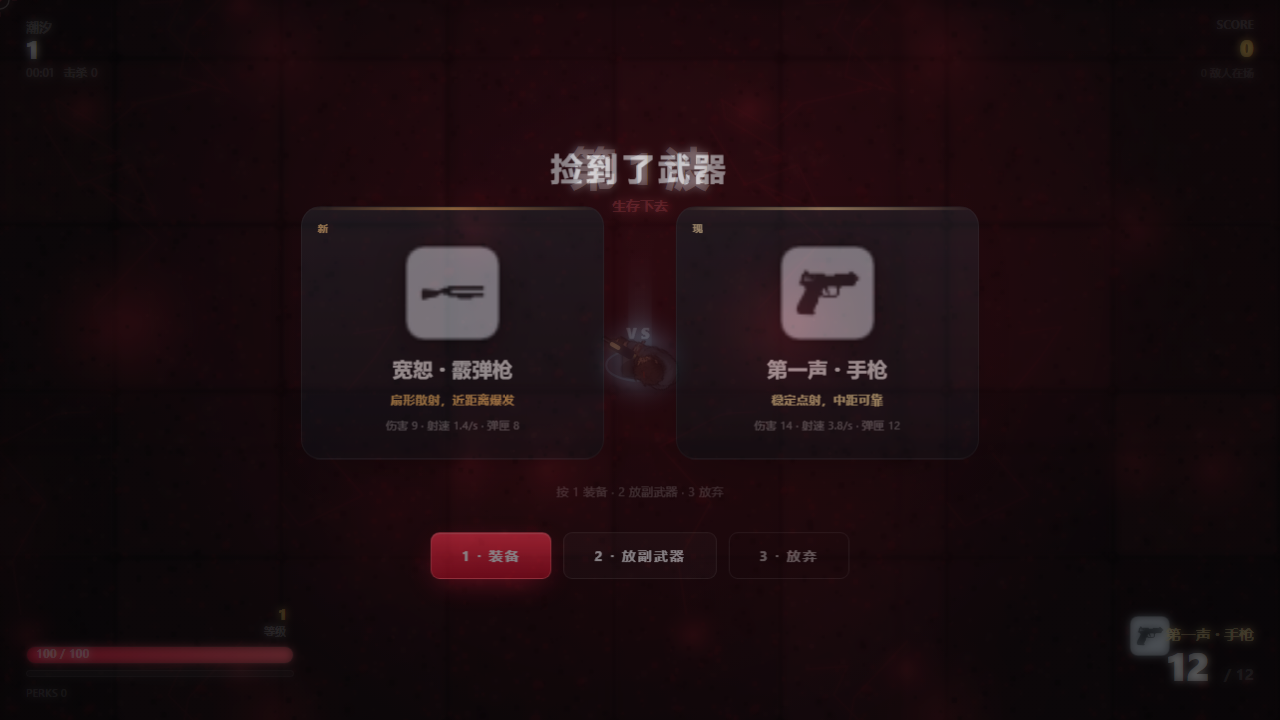 潮汐
1
00:01 击杀 0
SCORE
0
0 敌人在场
捡到了武器
生存下去
新
宽恕 · 霰弹枪
扇形散射，近距离爆发
伤害 9 · 射速 1.4/s · 弹匣 8
VS
现
第一声 · 手枪
稳定点射，中距可靠
伤害 14 · 射速 3.8/s · 弹匣 12
按 1 装备 · 2 放副武器 · 3 放弃
1 · 装备
2 · 放副武器
3 · 放弃
1
等级
100 / 100
PERKS 0
第一声 · 手枪
12 / 12